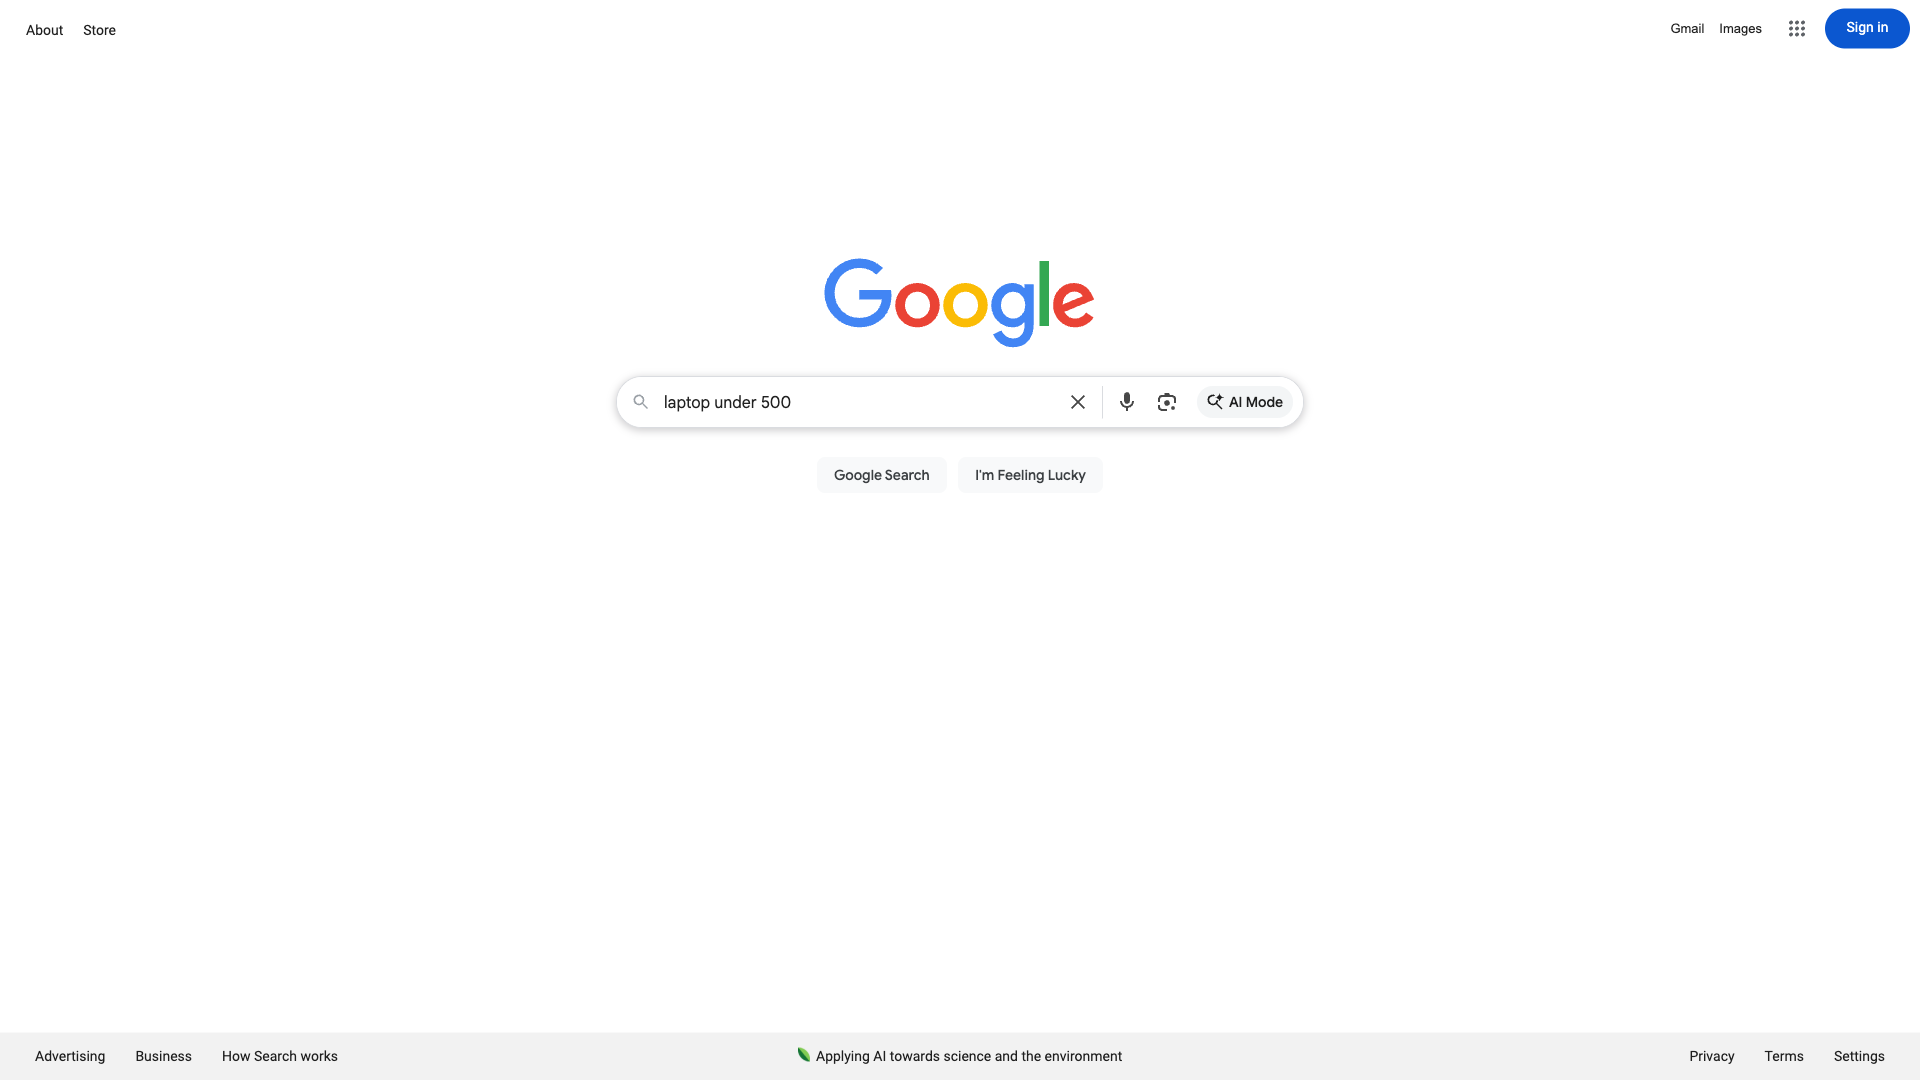 About Store Gmail Images Sign in
Google
laptop under 500 AI Mode
Google Search I'm Feeling Lucky
Advertising Business How Search works Applying AI towards science and the environment Privacy Terms Settings